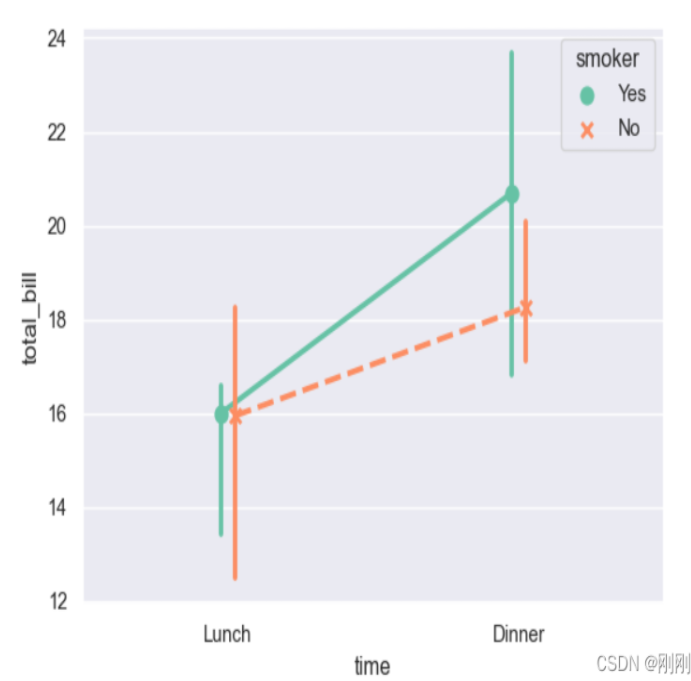 24
22
20
18
16
14
12
total_bill
smoker
Yes
No
Lunch
Dinner
time
CSDN @刚刚